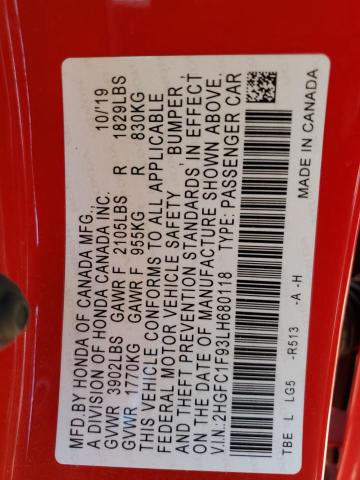 MFD.BY HONDA OF CANADA MFG., 10/19
A DIVISION OF HONDA CANADA INC.
GVWR 3902LBS GAWR F 2105LBS R 1829LBS
GVWR 1770KG GAWR F 955KG R 830KG
THIS VEHICLE CONFORMS TO ALL APPLICABLE
FEDERAL MOTOR VEHICLE SAFETY, BUMPER,
AND THEFT PREVENTION STANDARDS IN EFFECT
ON THE DATE OF MANUFACTURE SHOWN ABOVE.
V.I.N.:2HGFC1F93LH680118 TYPE:PASSENGER CAR
TBE L LG5 -R513 -A -H MADE IN CANADA